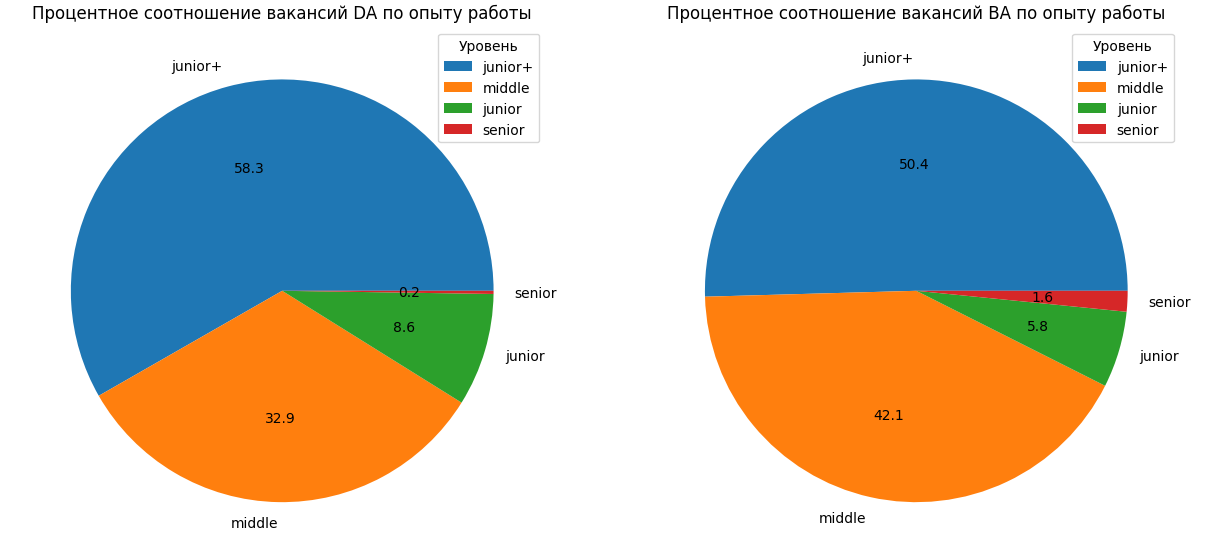 Процентное соотношение вакансий DA по опыту работы
Уровень
junior+
middle
junior
senior
junior+
58.3
0.2
senior
8.6
junior
32.9
middle
Процентное соотношение вакансий BA по опыту работы
Уровень
junior+
middle
junior
senior
junior+
50.4
1.6
senior
5.8
junior
42.1
middle